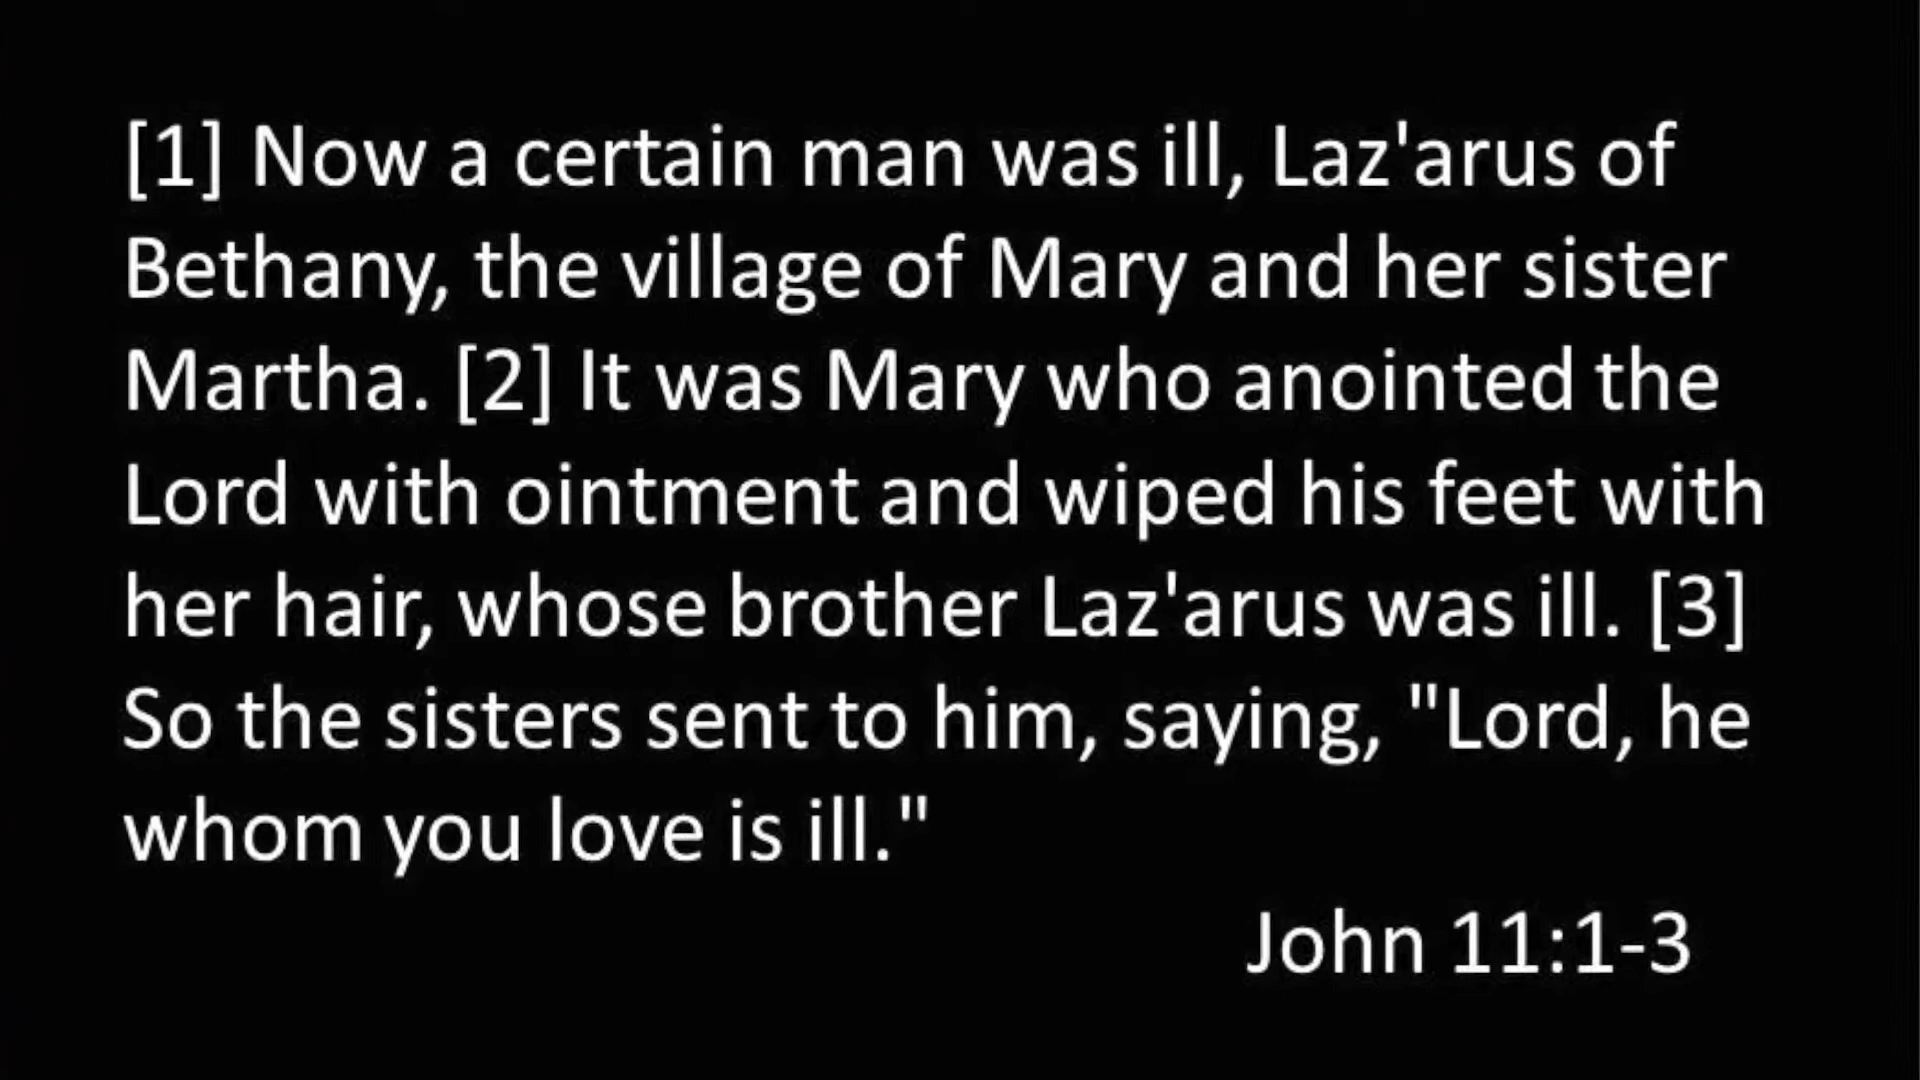 [1] Now a certain man was ill, Laz'arus of
Bethany, the village of Mary and her sister
Martha. [2] It was Mary who anointed the
Lord with ointment and wiped his feet with
her hair, whose brother Laz'arus was ill. [3]
So the sisters sent to him, saying, "Lord, he
whom you love is ill."
John 11:1-3